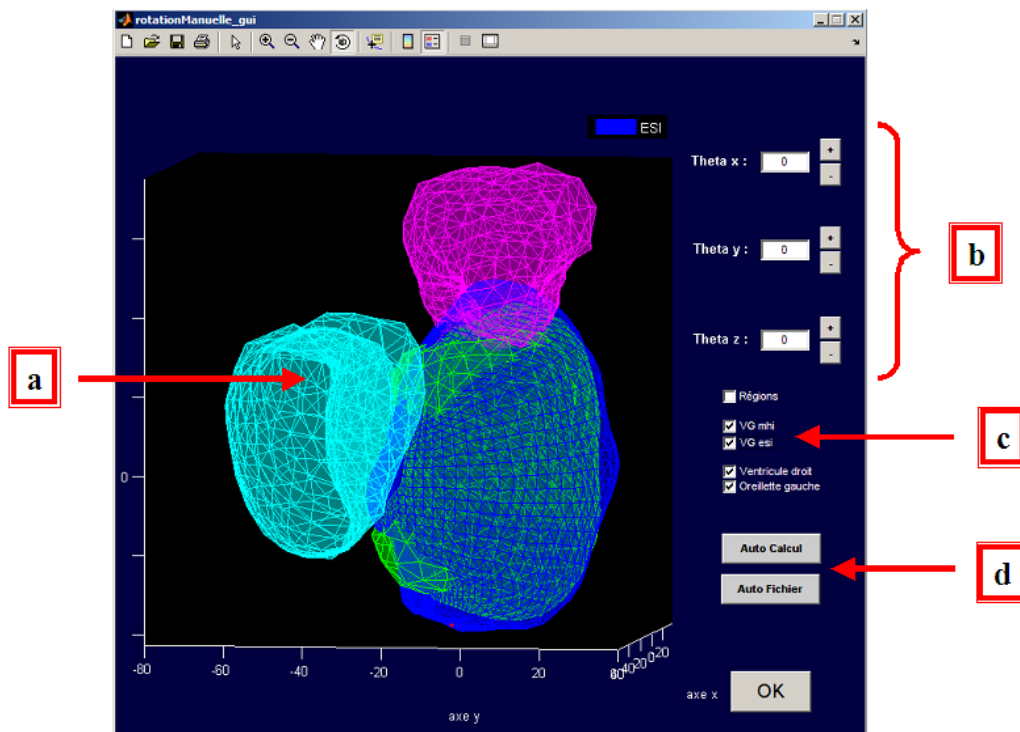 rotationManuelle_gui
ESI
Theta x : 0
+
-
b
Theta y : 0
+
-
Theta z : 0
+
-
a
Régions
VG mhi
VG esi
c
Ventricule droit
Oreillette gauche
0
Auto Calcul
d
Auto Fichier
-80 -60 -40 -20 0 20
axe x
OK
axe y